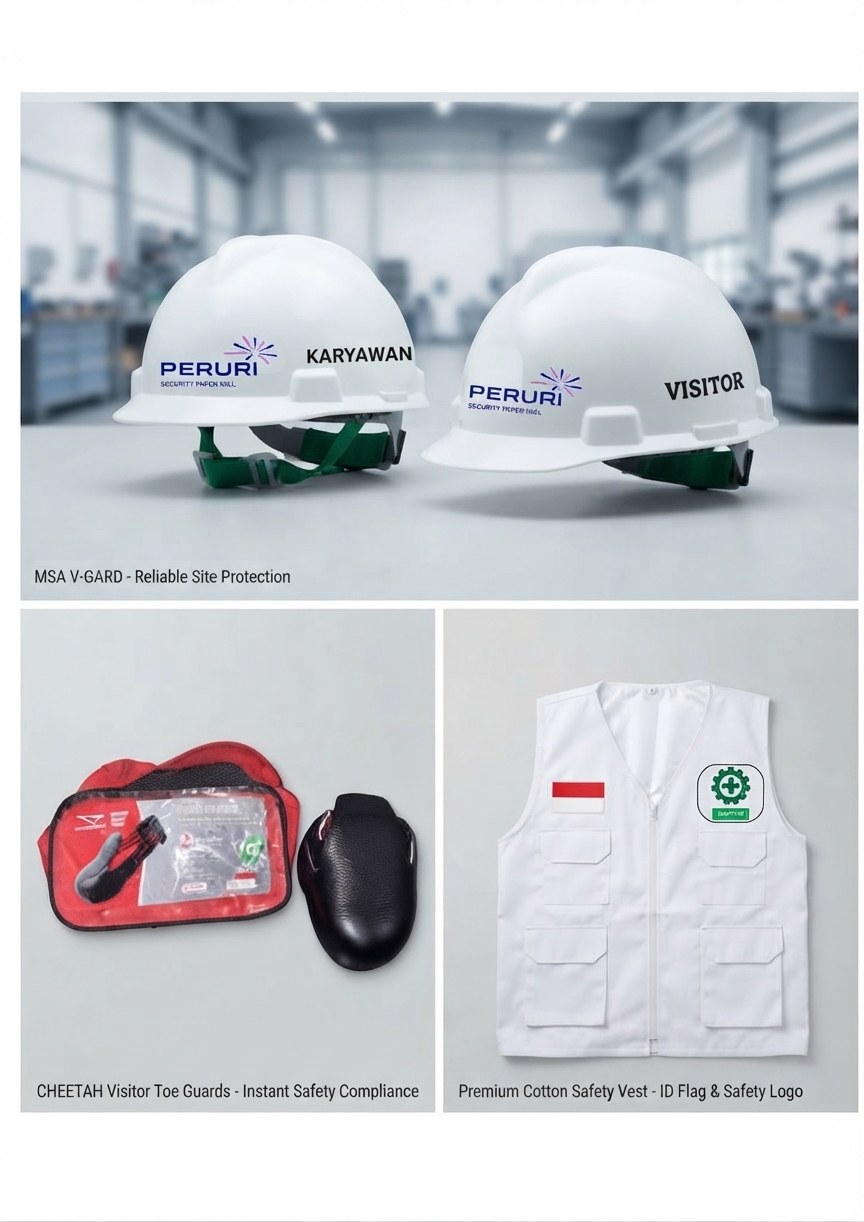 PERURI
KARYAWAN
PERURI
VISITOR
MSA V-GARD - Reliable Site Protection
CHEETAH Visitor Toe Guards - Instant Safety Compliance
Premium Cotton Safety Vest - ID Flag & Safety Logo